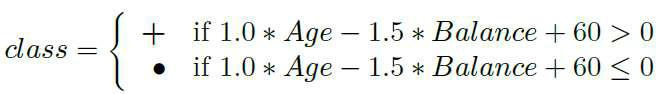 class = { + if 1.0 * Age − 1.5 * Balance + 60 > 0
• if 1.0 * Age − 1.5 * Balance + 60 ≤ 0